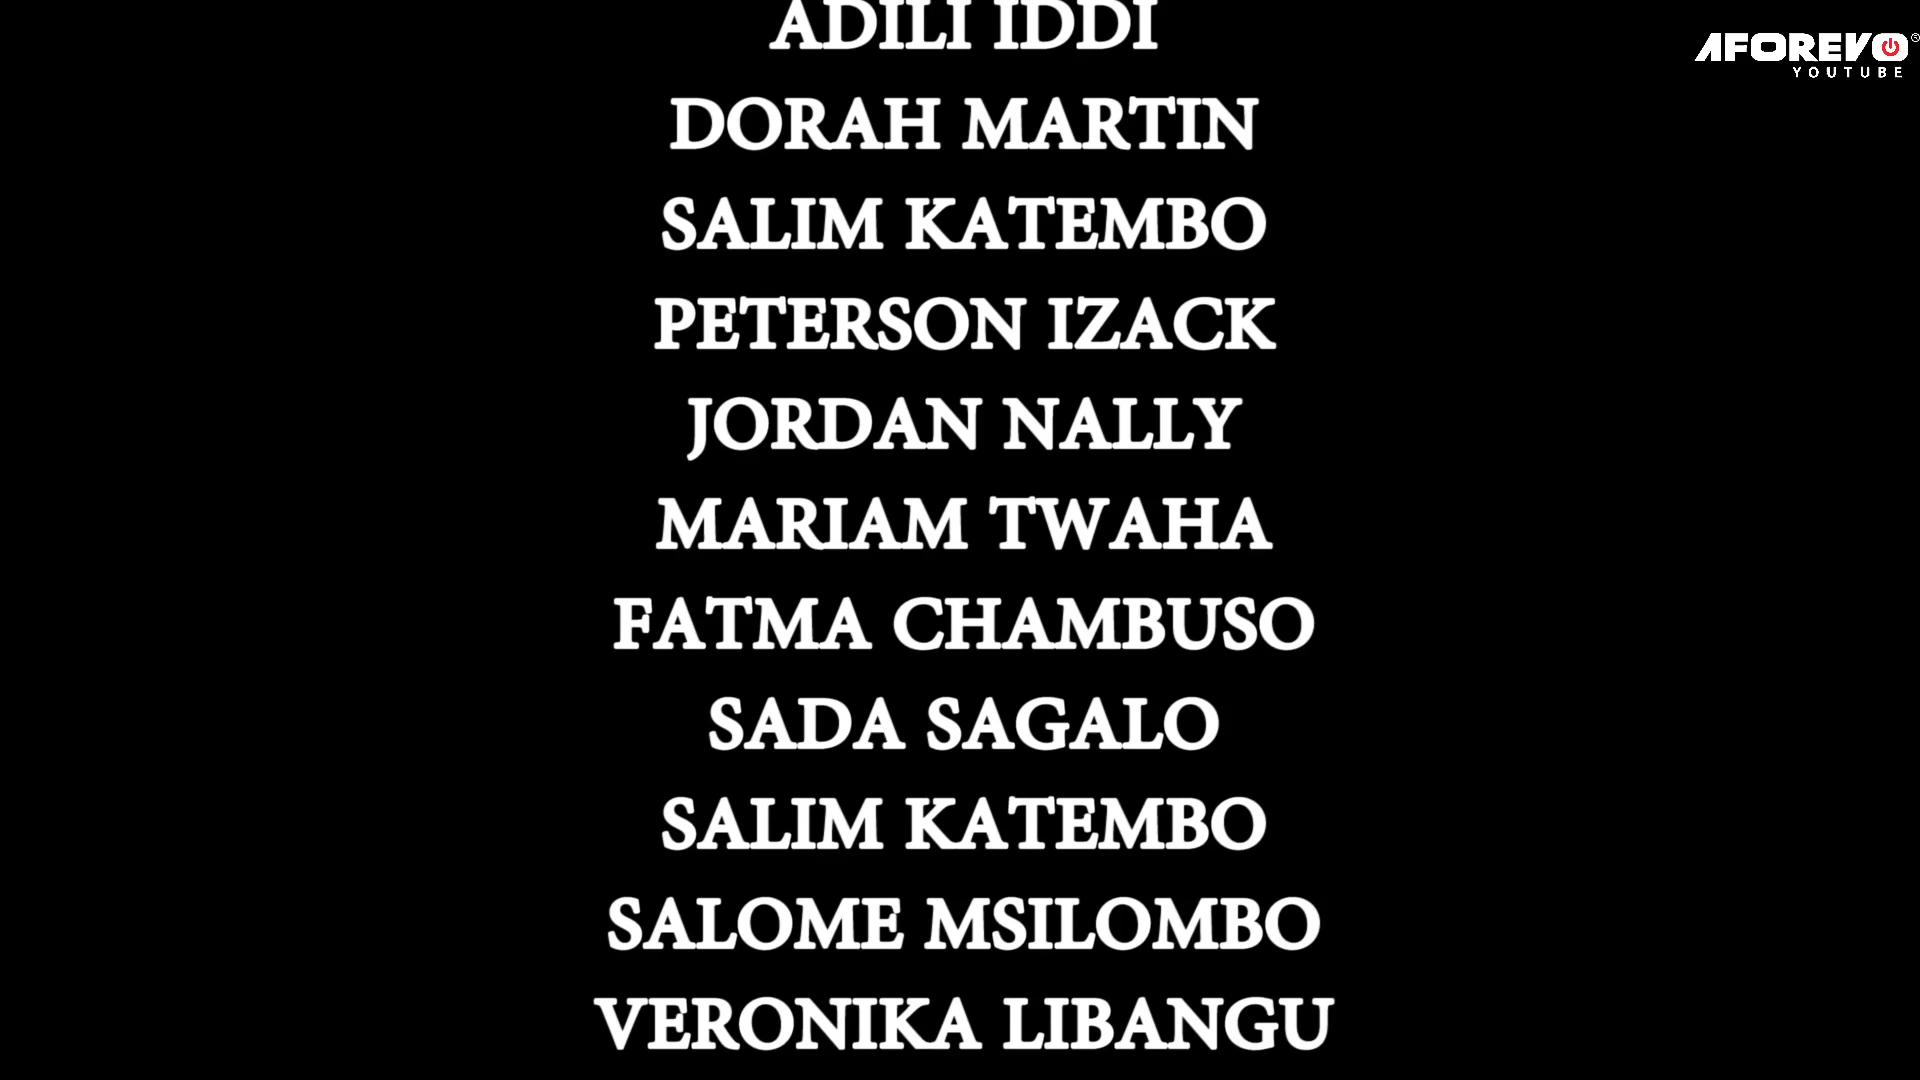 ADILI IDDI
AFOREVO
YOUTUBE
DORAH MARTIN
SALIM KATEMBO
PETERSON IZACK
JORDAN NALLY
MARIAM TWAHA
FATMA CHAMBUSO
SADA SAGALO
SALIM KATEMBO
SALOME MSILOMBO
VERONIKA LIBANGU